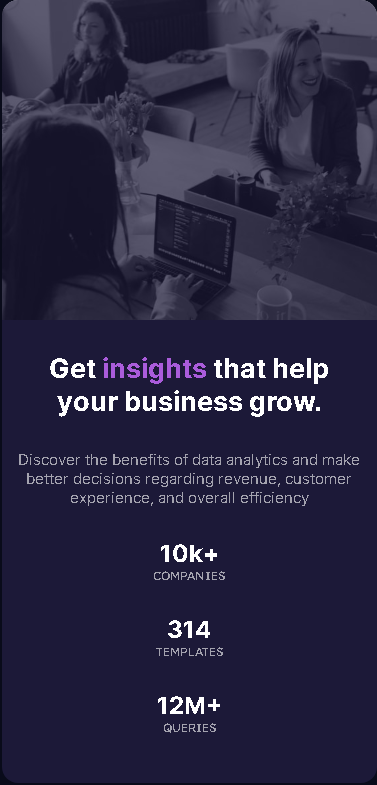 Get insights that help
your business grow.
Discover the benefits of data analytics and make
better decisions regarding revenue, customer
experience, and overall efficiency
10k+
COMPANIES
314
TEMPLATES
12M+
QUERIES